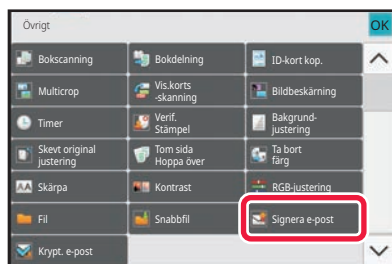 Övrigt
OK
Bokscanning
Bokdelning
ID-kort kop.
Multicrop
Vis.korts
-skanning
Bildbeskärning
Timer
Verif.
Stämpel
Bakgrund-
justering
Skevt original
justering
Tom sida
Hoppa över
Ta bort
färg
Skärpa
Kontrast
RGB-justering
Fil
Snabbfil
Signera e-post
Krypt. e-post